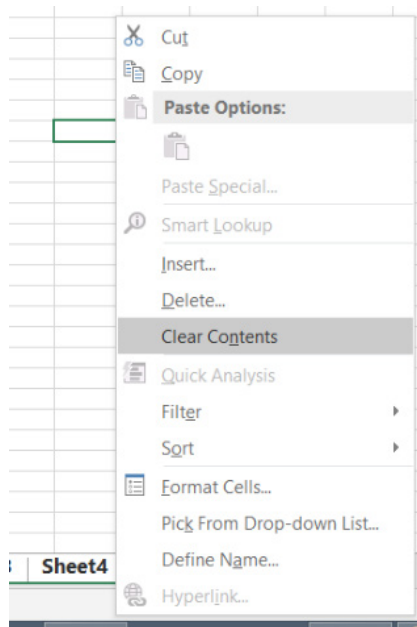 Cut
Copy
Paste Options:
Paste Special...
Smart Lookup
Insert...
Delete...
Clear Contents
Quick Analysis
Filter
Sort
Format Cells...
Pick From Drop-down List...
Define Name...
Sheet4
Hyperlink...